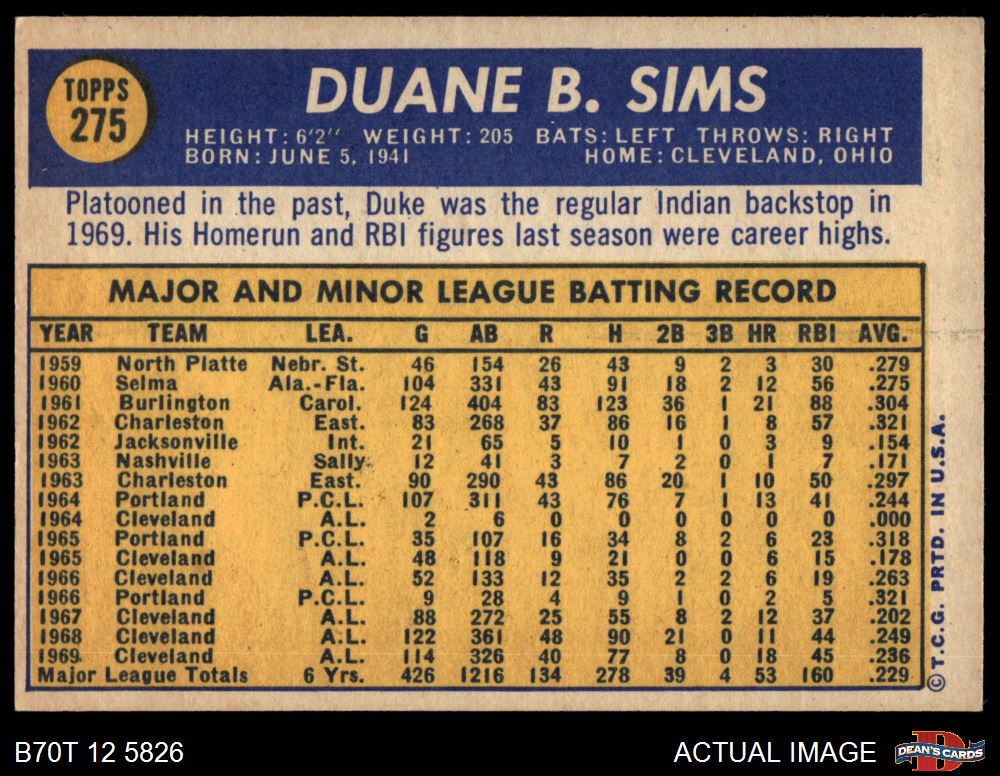 TOPPS
275
DUANE B. SIMS
HEIGHT: 6'2" WEIGHT: 205 BATS: LEFT THROWS: RIGHT
BORN: JUNE 5, 1941 HOME: CLEVELAND, OHIO
Platooned in the past, Duke was the regular Indian backstop in
1969. His Homerun and RBI figures last season were career highs.
MAJOR AND MINOR LEAGUE BATTING RECORD
YEAR TEAM LEA. G AB R H 2B 3B HR RBI AVG.
1959 North Platte Nebr. St. 46 154 26 43 9 2 3 30 .279
1960 Selma Ala.-Fla. 104 331 43 91 18 2 12 56 .275
1961 Burlington Carol. 124 404 83 123 36 1 21 88 .304
1962 Charleston East. 83 268 37 86 16 1 8 57 .321
1962 Jacksonville Int. 21 65 5 10 1 0 3 9 .154
1963 Nashville Sally 12 41 3 7 2 0 1 7 .171
1963 Charleston East. 90 290 43 86 20 1 10 50 .297
1964 Portland P.C.L. 107 311 43 76 7 1 13 41 .244
1964 Cleveland A.L. 2 6 0 0 0 0 0 0 .000
1965 Portland P.C.L. 35 107 16 34 8 2 6 23 .318
1965 Cleveland A.L. 48 118 9 21 0 0 6 15 .178
1966 Cleveland A.L. 52 133 12 35 2 2 6 19 .263
1966 Portland P.C.L. 9 28 4 9 1 0 2 5 .321
1967 Cleveland A.L. 88 272 25 55 8 2 12 37 .202
1968 Cleveland A.L. 122 361 48 90 21 0 11 44 .249
1969 Cleveland A.L. 114 326 40 77 8 0 18 45 .236
Major League Totals 6 Yrs. 426 1216 134 278 39 4 53 160 .229
©T.C.G. PRTD. IN U.S.A.
B70T 12 5826 ACTUAL IMAGE
D
DEAN'S CARDS